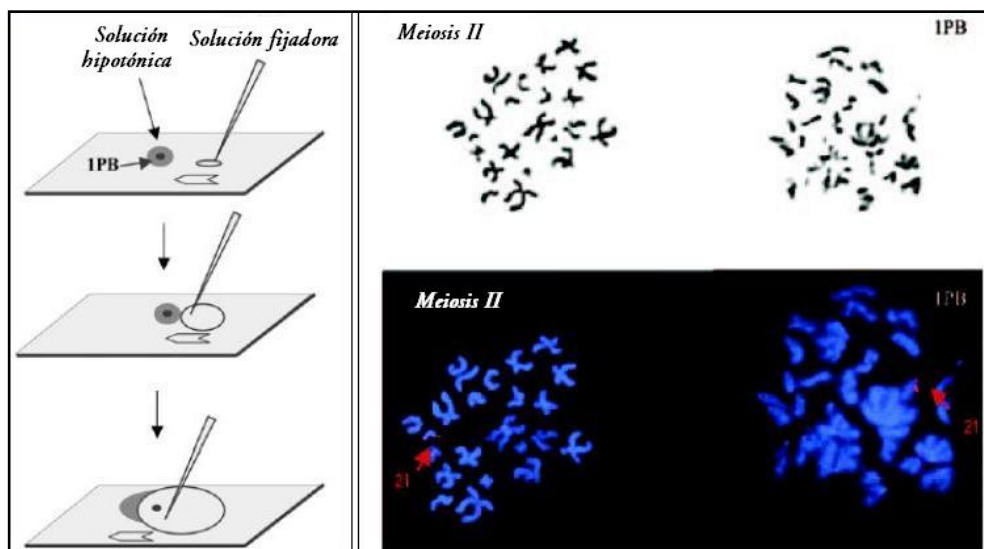 Solución
hipotónica
Solución fijadora
1PB
Meiosis II
1PB
Meiosis II
1PB
21
21